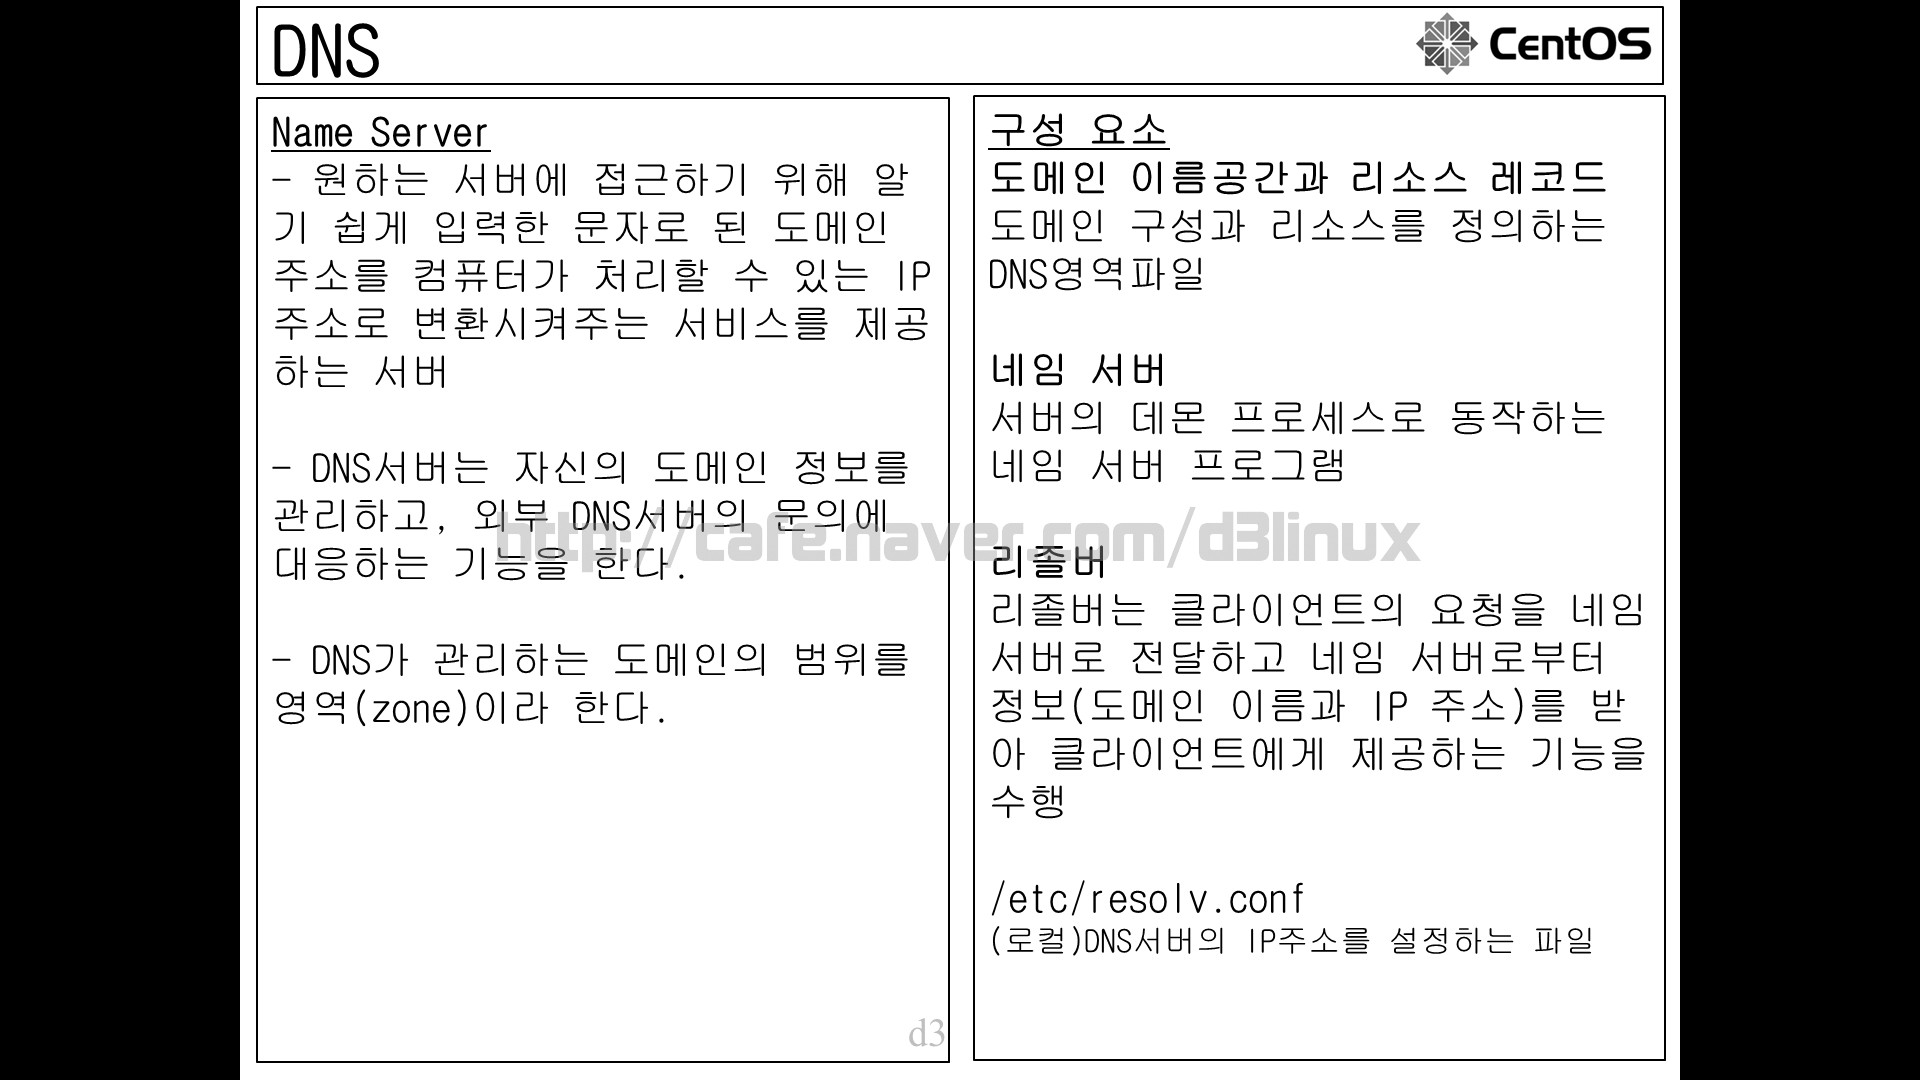 DNS
CentOS
Name Server
- 원하는 서버에 접근하기 위해 알
기 쉽게 입력한 문자로 된 도메인
주소를 컴퓨터가 처리할 수 있는 IP
주소로 변환시켜주는 서비스를 제공
하는 서버
- DNS서버는 자신의 도메인 정보를
관리하고, 외부 DNS서버의 문의에
대응하는 기능을 한다.
- DNS가 관리하는 도메인의 범위를
영역(zone)이라 한다.
구성 요소
도메인 이름공간과 리소스 레코드
도메인 구성과 리소스를 정의하는
DNS영역파일
네임 서버
서버의 데몬 프로세스로 동작하는
네임 서버 프로그램
리졸버
리졸버는 클라이언트의 요청을 네임
서버로 전달하고 네임 서버로부터
정보(도메인 이름과 IP 주소)를 받
아 클라이언트에게 제공하는 기능을
수행
/etc/resolv.conf
(로컬)DNS서버의 IP주소를 설정하는 파일
http://cafe.naver.com/d3linux
d3